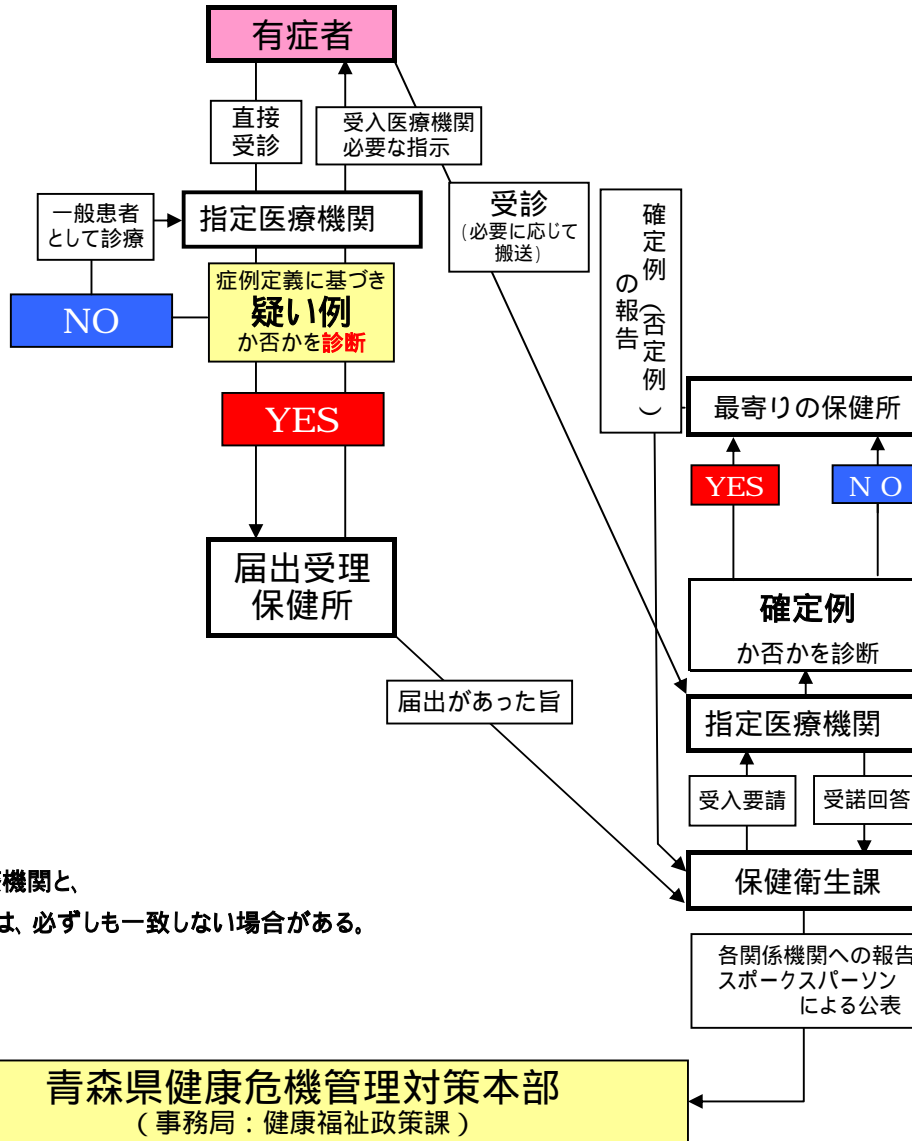 有症者
直接
受診
受入医療機関
必要な指示
一般患者
として診療
指定医療機関
受診
(必要に応じて
搬送)
確定例(否定例)
の報告
症例定義に基づき
疑い例
か否かを診断
NO
YES
最寄りの保健所
YES
NO
届出受理
保健所
確定例
か否かを診断
届出があった旨
指定医療機関
受入要請
受諾回答
保健衛生課
機関と、
は、必ずしも一致しない場合がある。
各関係機関への報告
スポークスパーソン
による公表
青森県健康危機管理対策本部
(事務局:健康福祉政策課)